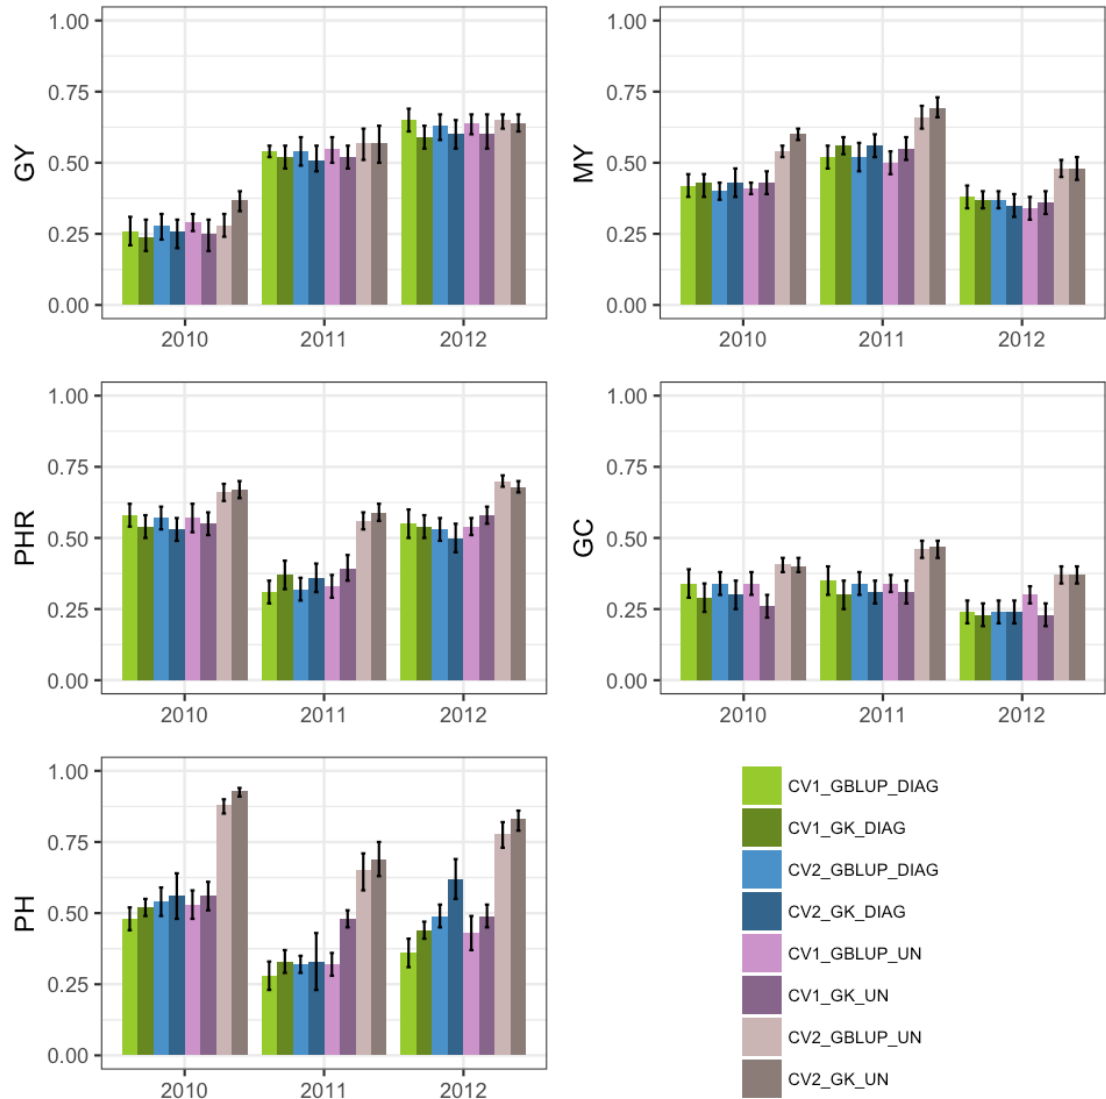 GY
1.00
0.75
0.50
0.25
0.00
2010 2011 2012
MY
1.00
0.75
0.50
0.25
0.00
2010 2011 2012
PHR
1.00
0.75
0.50
0.25
0.00
2010 2011 2012
GC
1.00
0.75
0.50
0.25
0.00
2010 2011 2012
PH
1.00
0.75
0.50
0.25
0.00
2010 2011 2012
CV1_GBLUP_DIAG
CV1_GK_DIAG
CV2_GBLUP_DIAG
CV2_GK_DIAG
CV1_GBLUP_UN
CV1_GK_UN
CV2_GBLUP_UN
CV2_GK_UN